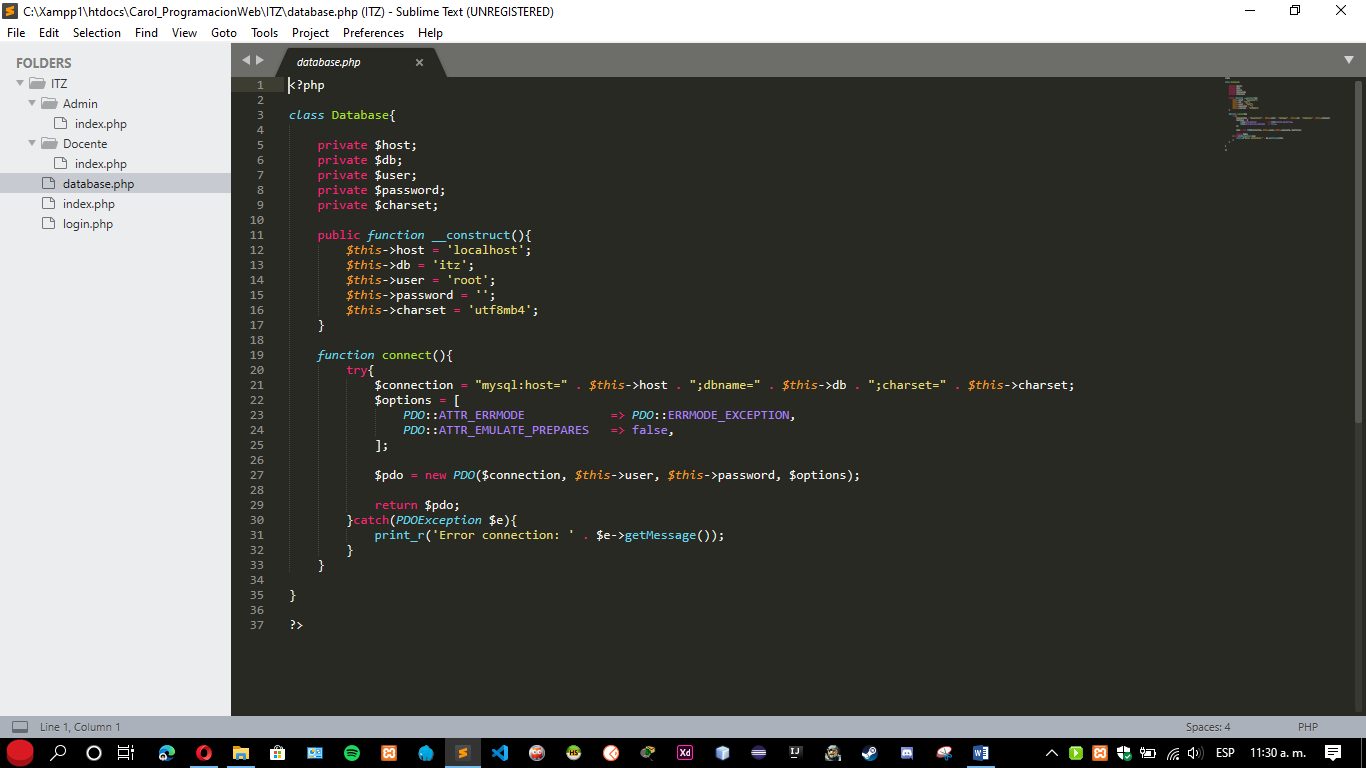 C:\Xampp1\htdocs\Carol_ProgramacionWeb\ITZ\database.php (ITZ) - Sublime Text (UNREGISTERED)
File Edit Selection Find View Goto Tools Project Preferences Help
FOLDERS
ITZ
Admin
index.php
Docente
index.php
database.php
index.php
login.php
database.php
1 <?php
2
3 class Database{
4
5     private $host;
6     private $db;
7     private $user;
8     private $password;
9     private $charset;
10
11     public function __construct(){
12         $this->host = 'localhost';
13         $this->db = 'itz';
14         $this->user = 'root';
15         $this->password = '';
16         $this->charset = 'utf8mb4';
17     }
18
19     function connect(){
20         try{
21             $connection = "mysql:host=" . $this->host . ";dbname=" . $this->db . ";charset=" . $this->charset;
22             $options = [
23                 PDO::ATTR_ERRMODE            => PDO::ERRMODE_EXCEPTION,
24                 PDO::ATTR_EMULATE_PREPARES   => false,
25             ];
26
27             $pdo = new PDO($connection, $this->user, $this->password, $options);
28
29             return $pdo;
30         }catch(PDOException $e){
31             print_r('Error connection: ' . $e->getMessage());
32         }
33     }
34
35 }
36
37 ?>
Line 1, Column 1
Spaces: 4 PHP
Xd
IJ
ESP 11:30 a. m.